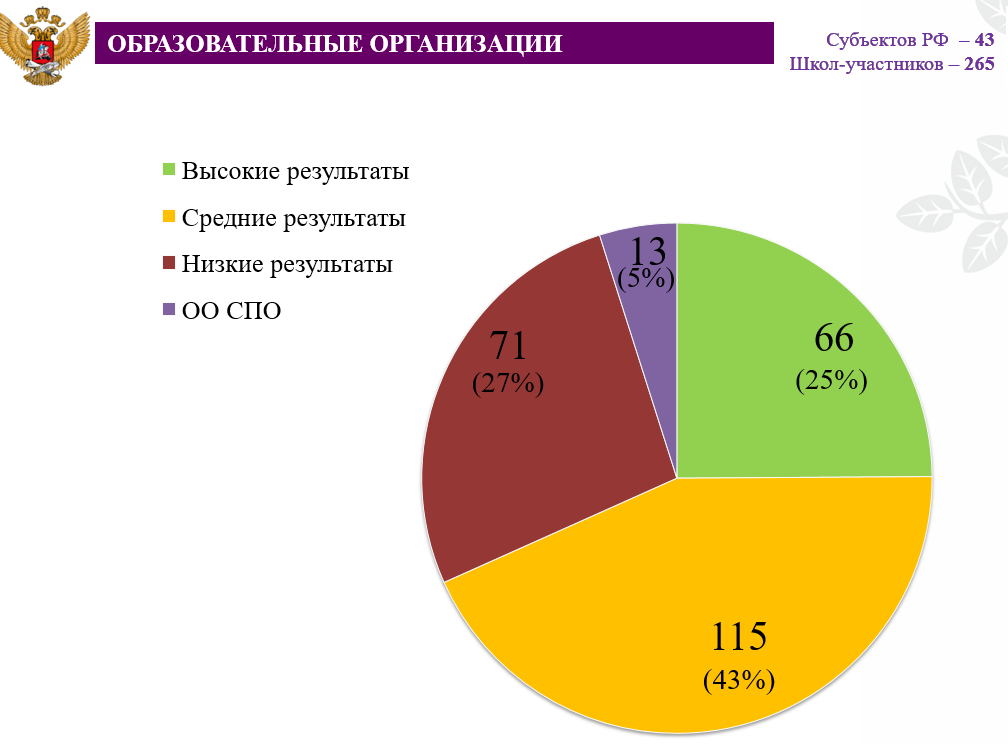 ОБРАЗОВАТЕЛЬНЫЕ ОРГАНИЗАЦИИ
Субъектов РФ – 43
Школ-участников – 265
Высокие результаты
Средние результаты
Низкие результаты
ОО СПО
13
(5%)
66
(25%)
71
(27%)
115
(43%)